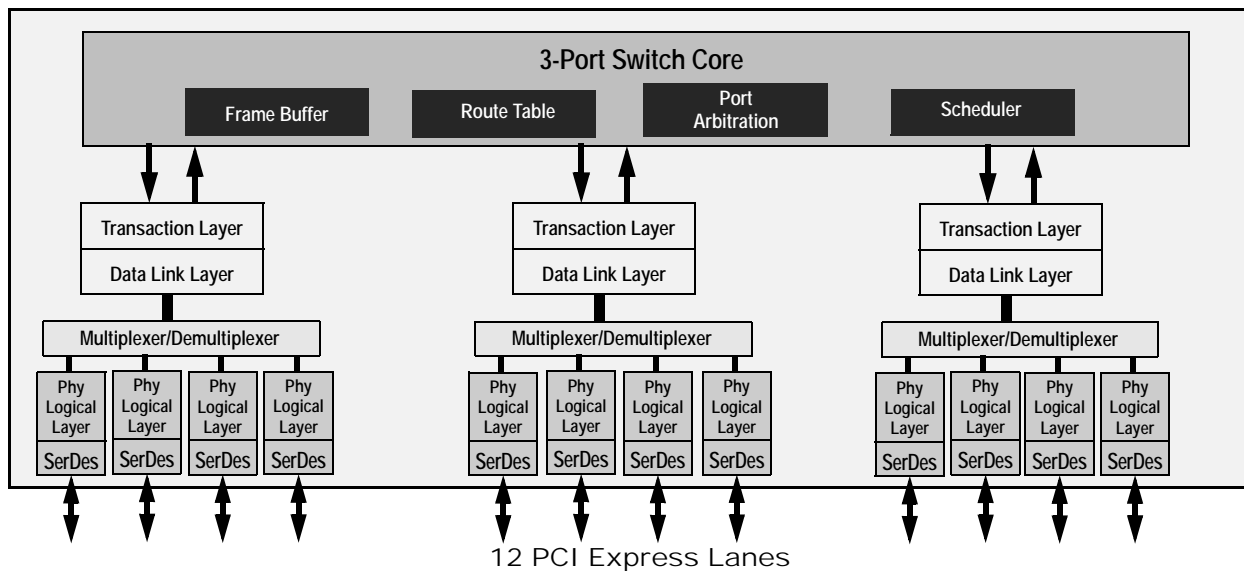 3-Port Switch Core
Frame Buffer
Route Table
Port
Arbitration
Scheduler
Transaction Layer
Data Link Layer
Transaction Layer
Data Link Layer
Transaction Layer
Data Link Layer
Multiplexer/Demultiplexer
Multiplexer/Demultiplexer
Multiplexer/Demultiplexer
Phy
Logical
Layer
SerDes
Phy
Logical
Layer
SerDes
Phy
Logical
Layer
SerDes
Phy
Logical
Layer
SerDes
Phy
Logical
Layer
SerDes
Phy
Logical
Layer
SerDes
Phy
Logical
Layer
SerDes
Phy
Logical
Layer
SerDes
Phy
Logical
Layer
SerDes
Phy
Logical
Layer
SerDes
Phy
Logical
Layer
SerDes
Phy
Logical
Layer
SerDes
12 PCI Express Lanes